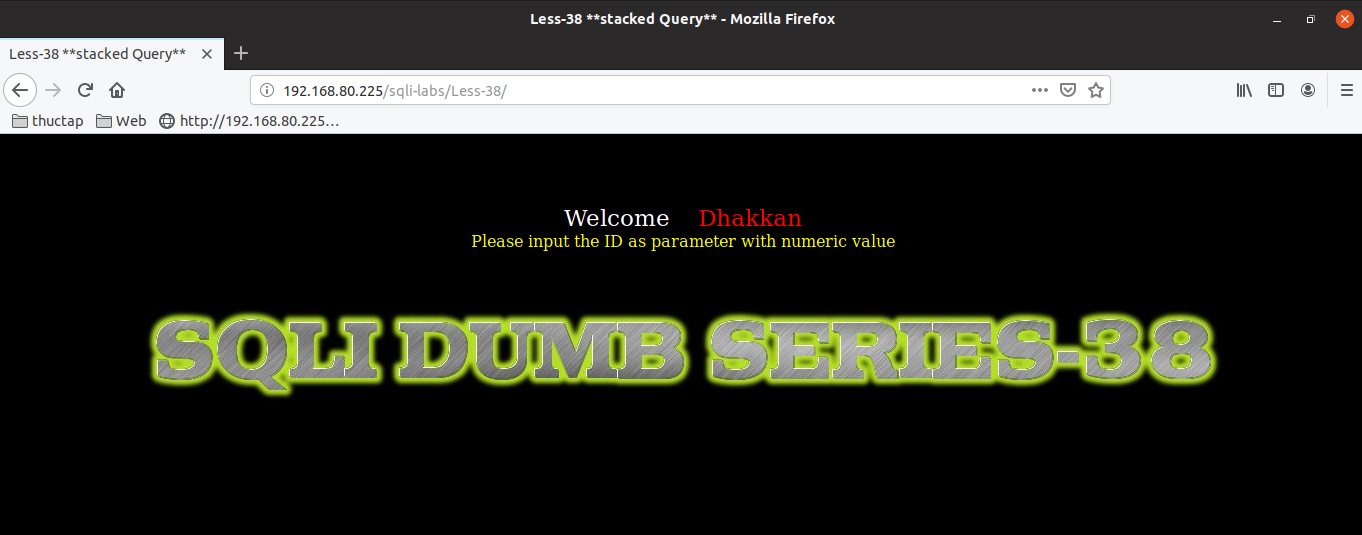 Less-38 **stacked Query** - Mozilla Firefox
Less-38 **stacked Query**
192.168.80.225/sqli-labs/Less-38/
thuctap Web http://192.168.80.225…
Welcome Dhakkan
Please input the ID as parameter with numeric value
SQLI DUMB SERIES-38